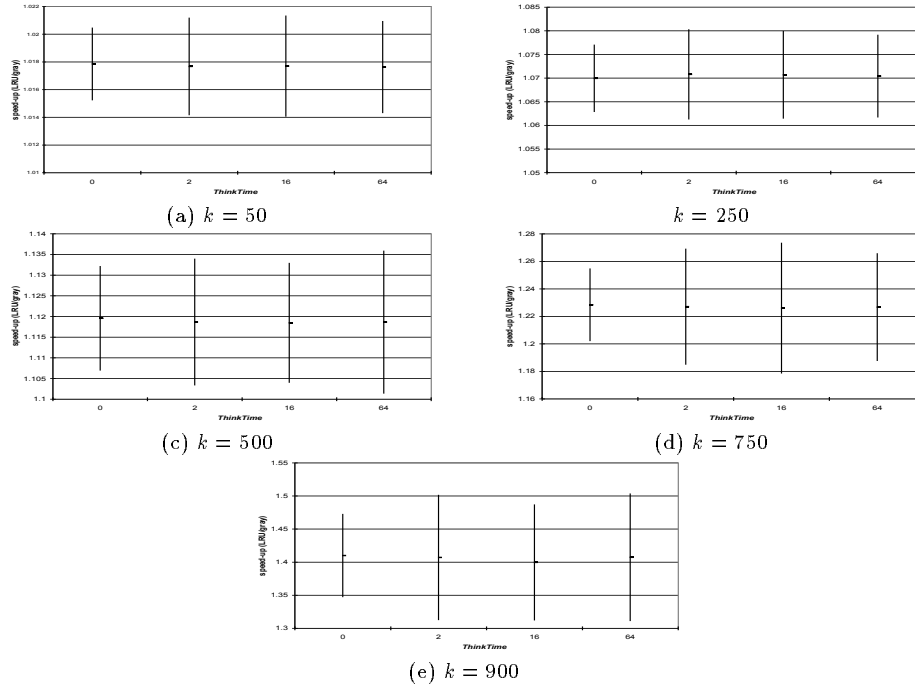 1.022
1.02
1.018
1.016
1.014
1.012
1.01
speed-up (LRU/gray)
0 2 16 64
ThinkTime
(a) k = 50
1.085
1.08
1.075
1.07
1.065
1.06
1.055
1.05
speed-up (LRU/gray)
0 2 16 64
ThinkTime
k = 250
1.14
1.135
1.13
1.125
1.12
1.115
1.11
1.105
1.1
speed-up (LRU/gray)
0 2 16 64
ThinkTime
(c) k = 500
1.28
1.26
1.24
1.22
1.2
1.18
1.16
speed-up (LRU/gray)
0 2 16 64
ThinkTime
(d) k = 750
1.55
1.5
1.45
1.4
1.35
1.3
speed-up (LRU/gray)
0 2 16 64
ThinkTime
(e) k = 900